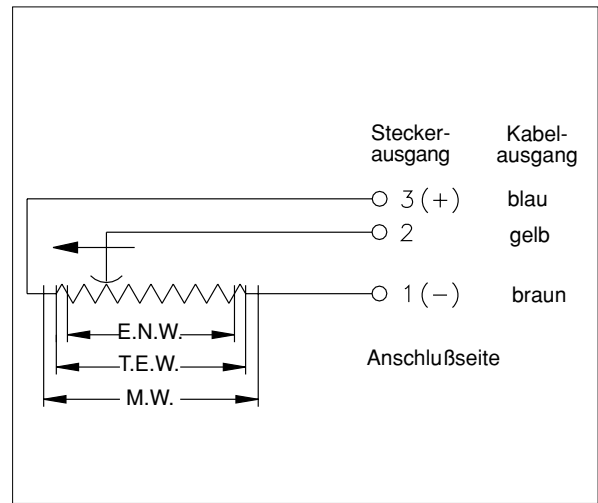 Stecker-
ausgang
Kabel-
ausgang
3 (+) blau
2 gelb
1 (-) braun
E.N.W.
T.E.W.
M.W.
Anschlußseite